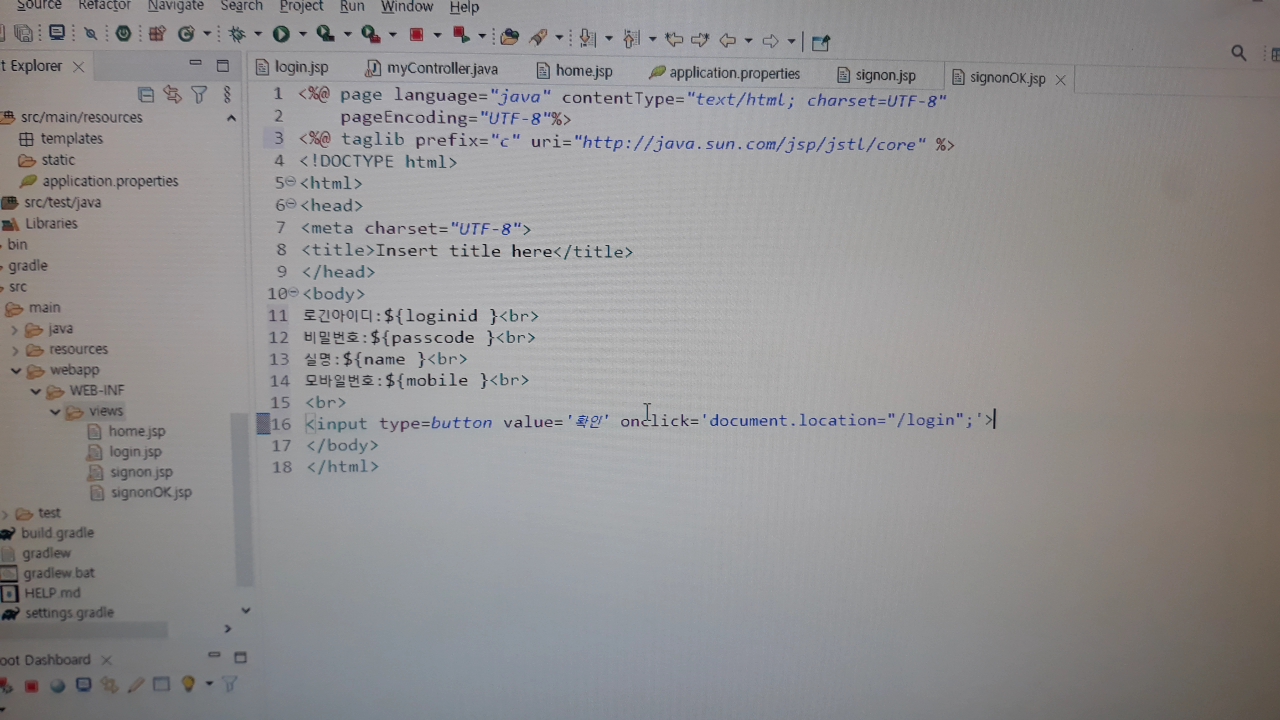 Source Refactor Navigate Search Project Run Window Help
t Explorer
login.jsp myController.java home.jsp application.properties signon.jsp signonOK.jsp
src/main/resources
templates
static
application.properties
src/test/java
Libraries
bin
gradle
src
main
java
resources
webapp
WEB-INF
views
home.jsp
login.jsp
signon.jsp
signonOK.jsp
test
build.gradle
gradlew
gradlew.bat
HELP.md
settings.gradle
oot Dashboard
1 <%@ page language="java" contentType="text/html; charset=UTF-8"
2 pageEncoding="UTF-8"%>
3 <%@ taglib prefix="c" uri="http://java.sun.com/jsp/jstl/core" %>
4 <!DOCTYPE html>
5 <html>
6 <head>
7 <meta charset="UTF-8">
8 <title>Insert title here</title>
9 </head>
10 <body>
11 로긴아이디:${loginid }<br>
12 비밀번호:${passcode }<br>
13 실명:${name }<br>
14 모바일번호:${mobile }<br>
15 <br>
16 <input type=button value='확인' onclick='document.location="/login";'>
17 </body>
18 </html>